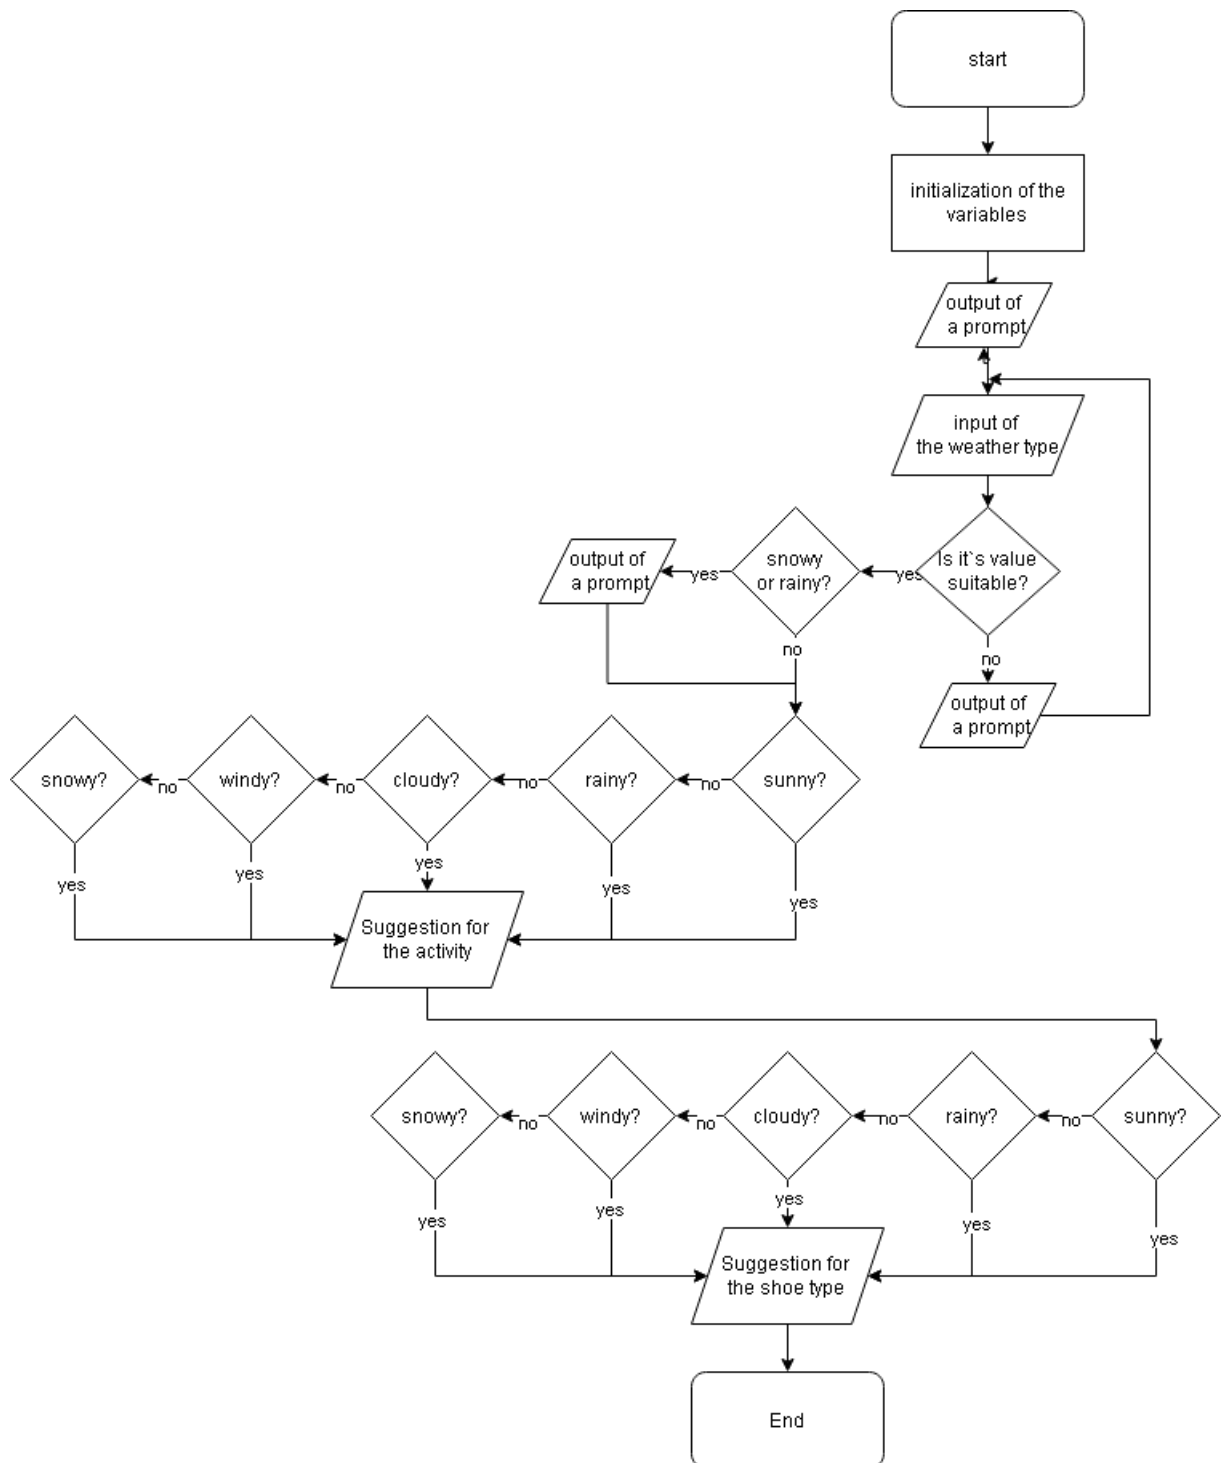 start
initialization of the
variables
output of
a prompt
input of
the weather type
Is it`s value
suitable?
yes
snowy
or rainy?
yes
output of
a prompt
no
no
output of
a prompt
sunny?
no
rainy?
no
cloudy?
no
windy?
no
snowy?
yes
yes
yes
yes
yes
Suggestion for
the activity
sunny?
no
rainy?
no
cloudy?
no
windy?
no
snowy?
yes
yes
yes
yes
yes
Suggestion for
the shoe type
End